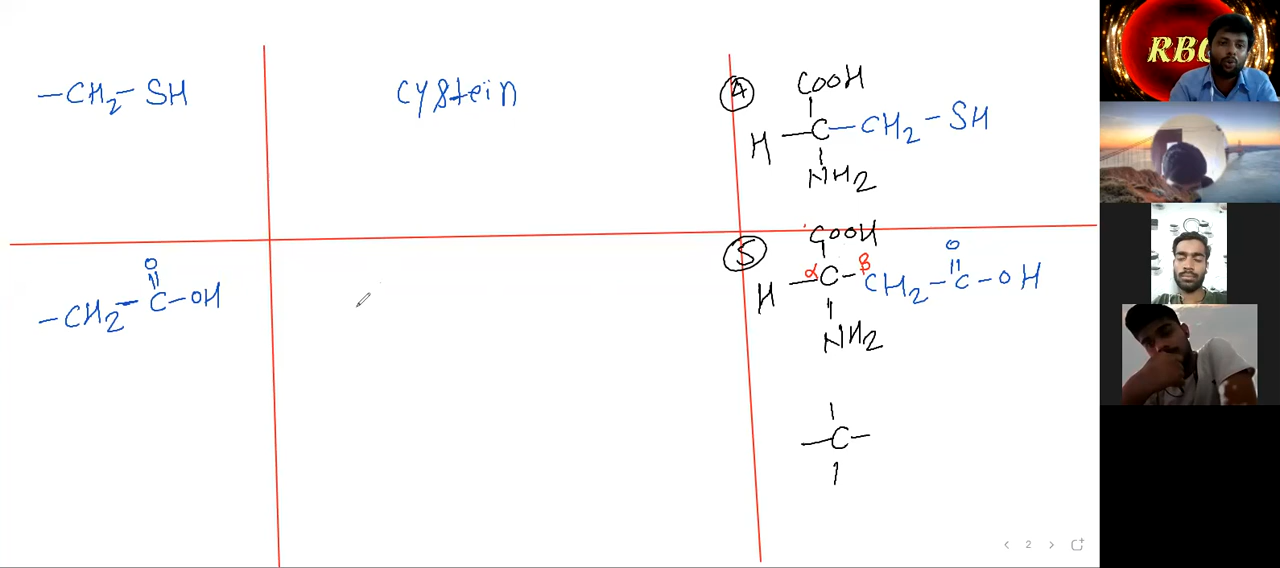 -CH2-SH
Cystein
4
COOH
H-C-CH2-SH
NH2
O
-CH2-C-OH
5
COOH
α β O
H-C-CH2-C-OH
NH2
-C-
< 2 >
RBC